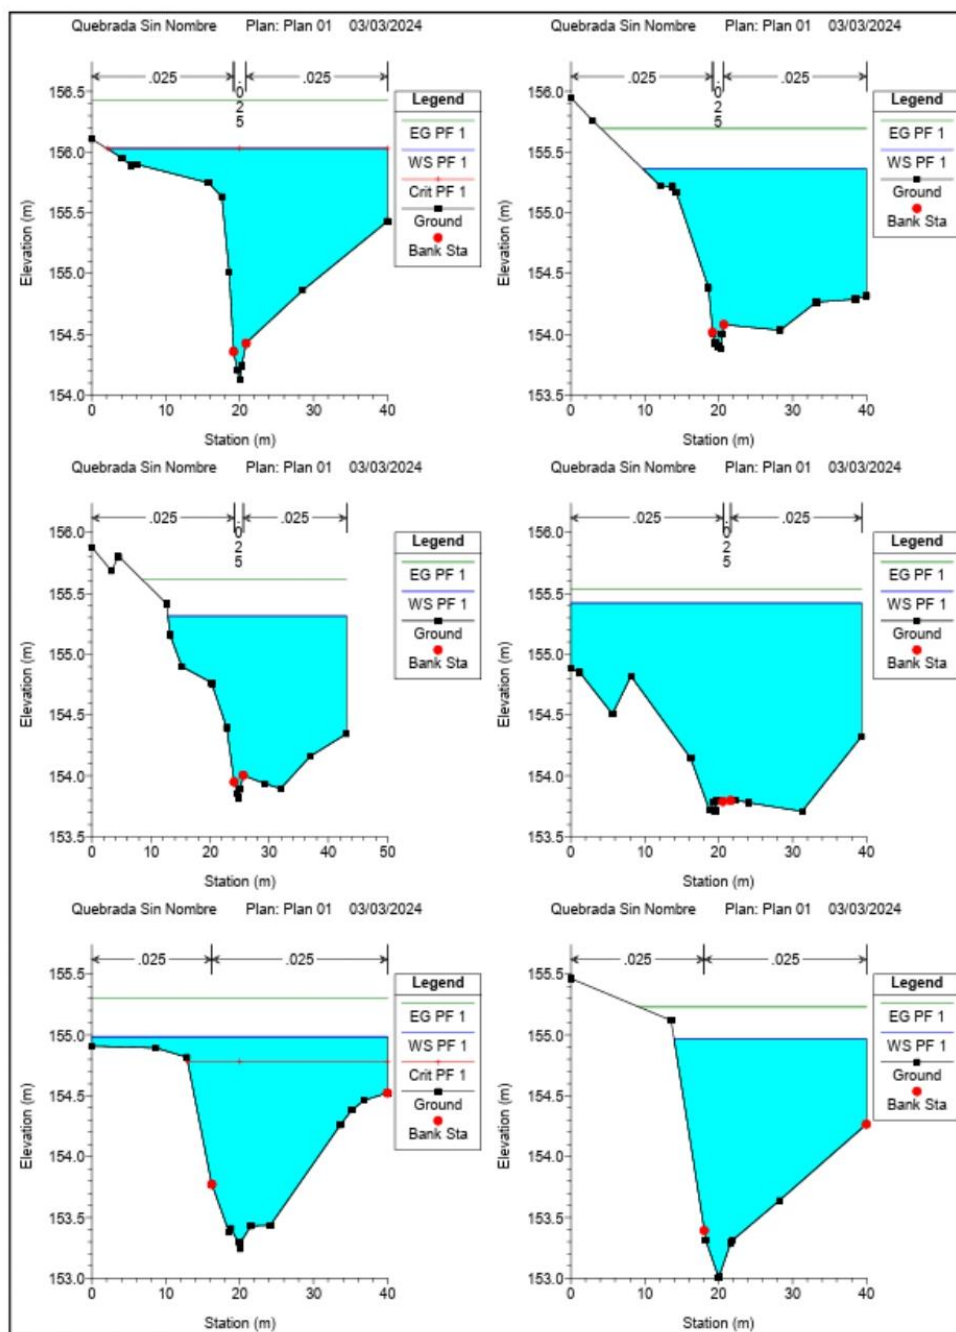 Quebrada Sin Nombre Plan: Plan 01 03/03/2024
.025 .025 .025
Elevation (m)
156.5
156.0
155.5
155.0
154.5
154.0
0 10 20 30 40
Station (m)
Legend
EG PF 1
WS PF 1
Crit PF 1
Ground
Bank Sta
Quebrada Sin Nombre Plan: Plan 01 03/03/2024
.025 .025 .025
Elevation (m)
156.0
155.5
155.0
154.5
154.0
153.5
0 10 20 30 40
Station (m)
Legend
EG PF 1
WS PF 1
Ground
Bank Sta
Quebrada Sin Nombre Plan: Plan 01 03/03/2024
.025 .025 .025
Elevation (m)
156.0
155.5
155.0
154.5
154.0
153.5
0 10 20 30 40 50
Station (m)
Legend
EG PF 1
WS PF 1
Ground
Bank Sta
Quebrada Sin Nombre Plan: Plan 01 03/03/2024
.025 .025 .025
Elevation (m)
156.0
155.5
155.0
154.5
154.0
153.5
0 10 20 30 40
Station (m)
Legend
EG PF 1
WS PF 1
Ground
Bank Sta
Quebrada Sin Nombre Plan: Plan 01 03/03/2024
.025 .025
Elevation (m)
155.5
155.0
154.5
154.0
153.5
153.0
0 10 20 30 40
Station (m)
Legend
EG PF 1
WS PF 1
Crit PF 1
Ground
Bank Sta
Quebrada Sin Nombre Plan: Plan 01 03/03/2024
.025 .025
Elevation (m)
155.5
155.0
154.5
154.0
153.5
153.0
0 10 20 30 40
Station (m)
Legend
EG PF 1
WS PF 1
Ground
Bank Sta